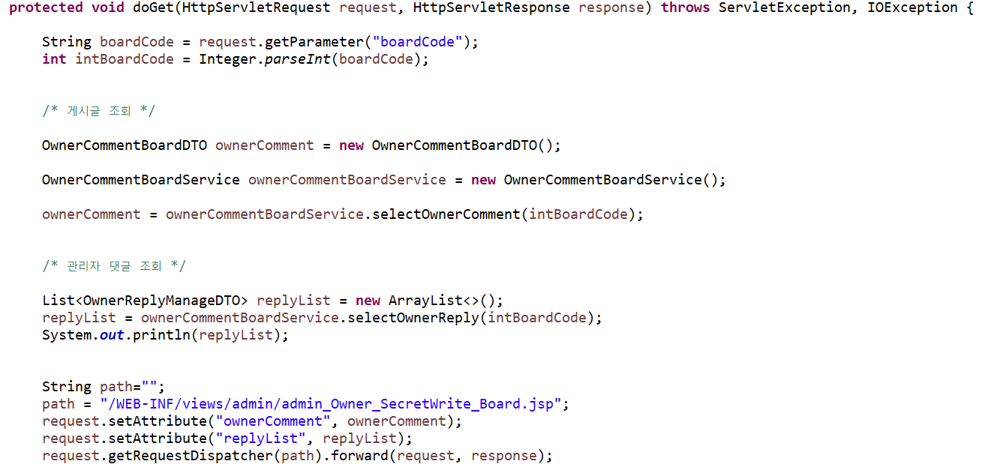 protected void doGet(HttpServletRequest request, HttpServletResponse response) throws ServletException, IOException {
String boardCode = request.getParameter("boardCode");
int intBoardCode = Integer.parseInt(boardCode);
/* 게시글 조회 */
OwnerCommentBoardDTO ownerComment = new OwnerCommentBoardDTO();
OwnerCommentBoardService ownerCommentBoardService = new OwnerCommentBoardService();
ownerComment = ownerCommentBoardService.selectOwnerComment(intBoardCode);
/* 관리자 댓글 조회 */
List<OwnerReplyManageDTO> replyList = new ArrayList<>();
replyList = ownerCommentBoardService.selectOwnerReply(intBoardCode);
System.out.println(replyList);
String path="";
path = "/WEB-INF/views/admin/admin_Owner_SecretWrite_Board.jsp";
request.setAttribute("ownerComment", ownerComment);
request.setAttribute("replyList", replyList);
request.getRequestDispatcher(path).forward(request, response);